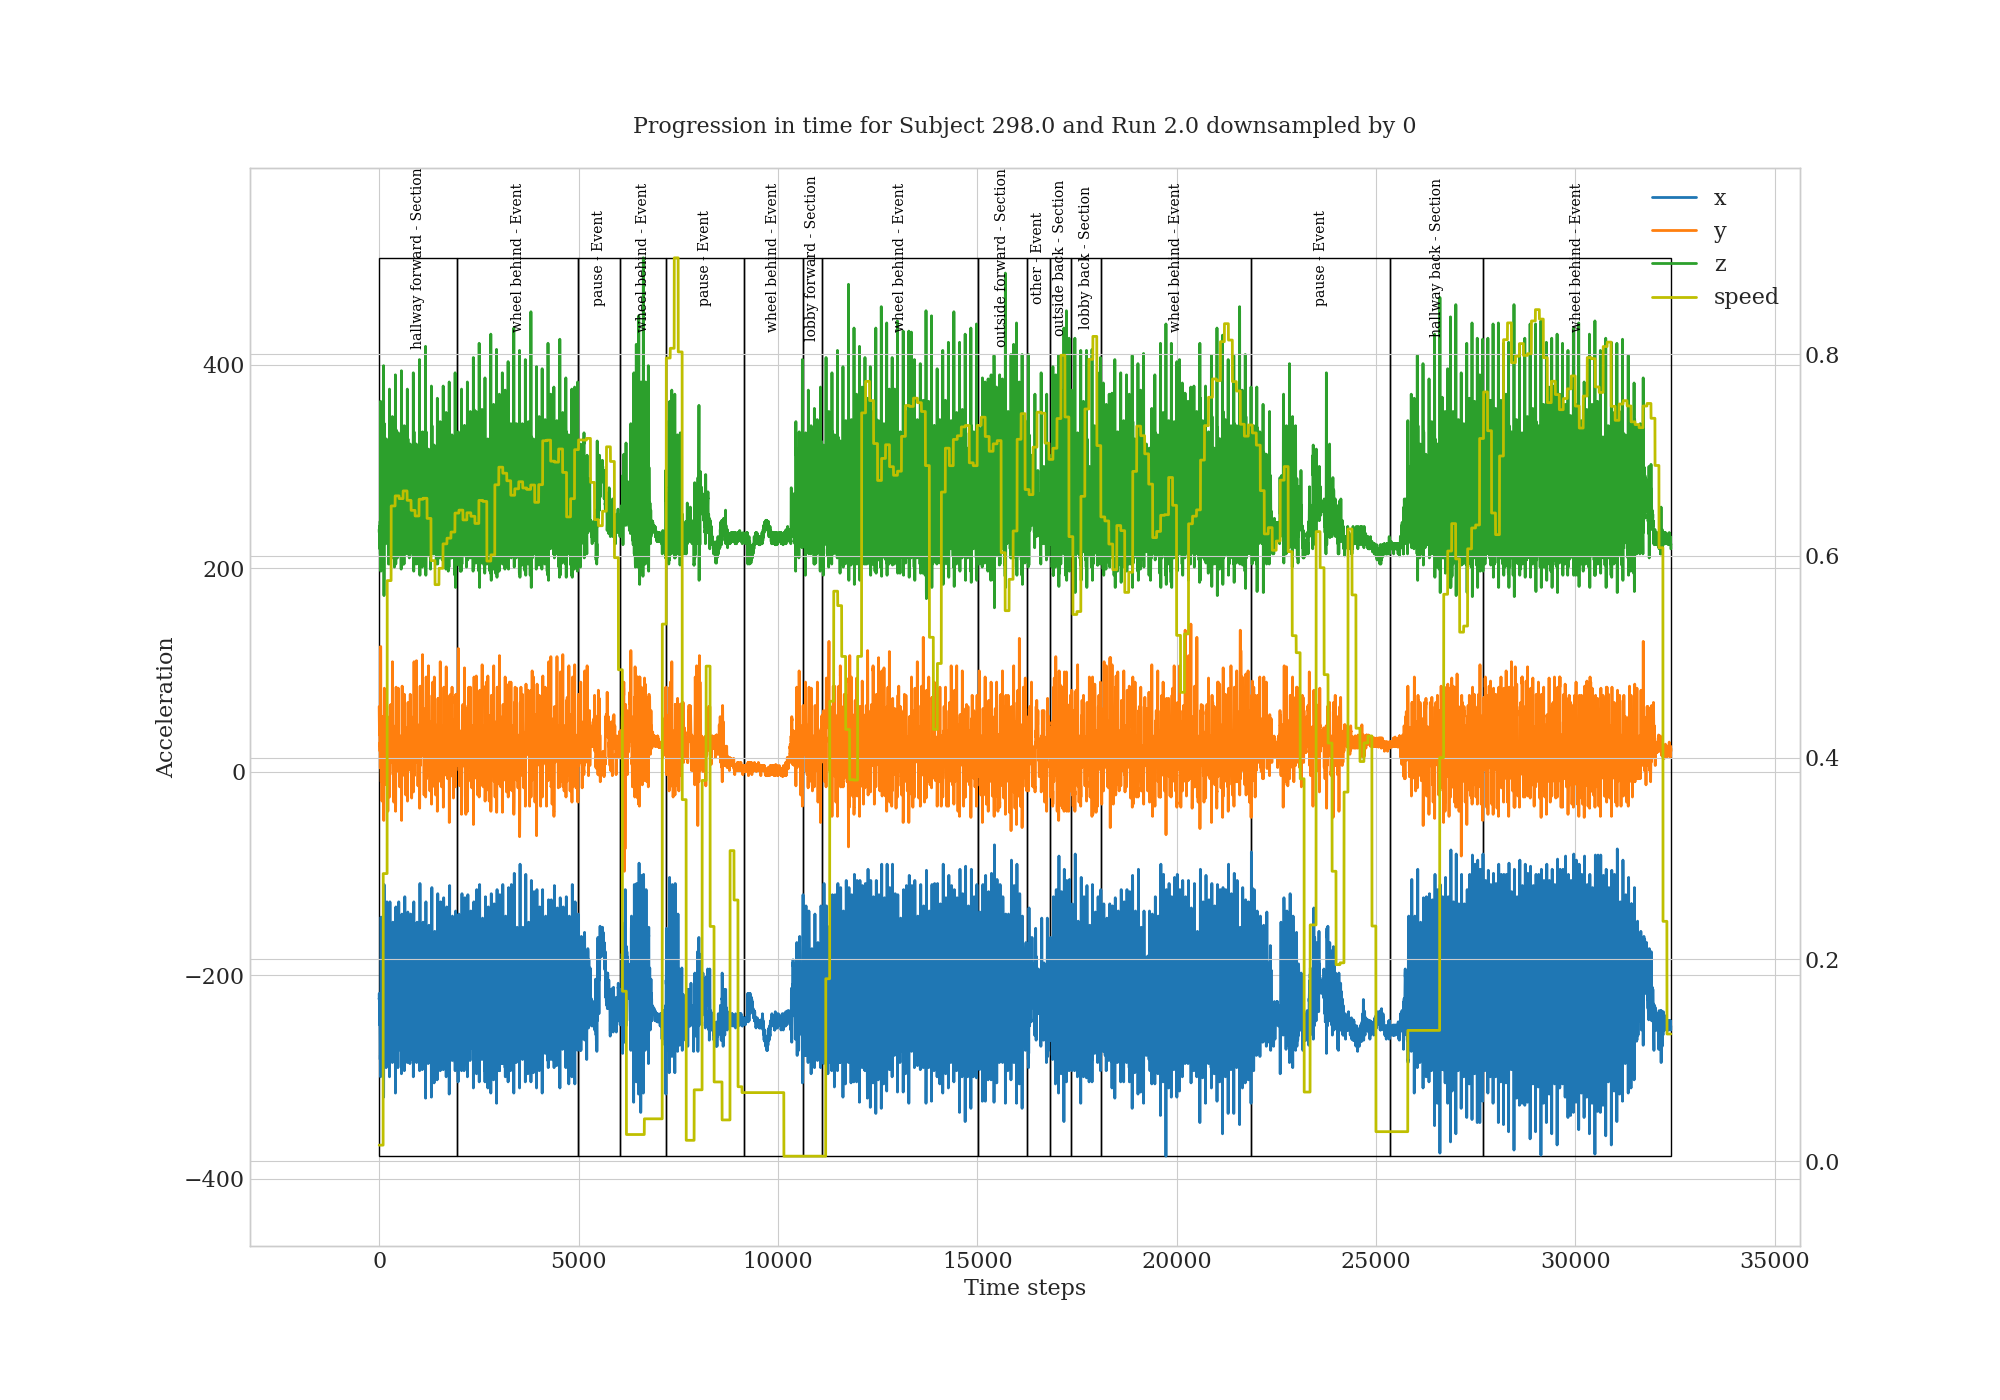 Progression in time for Subject 298.0 and Run 2.0 downsampled by 0
hallway forward - Section
wheel behind - Event
pause - Event
wheel behind - Event
pause - Event
wheel behind - Event
lobby forward - Section
wheel behind - Event
outside forward - Section
other - Event
outside back - Section
lobby back - Section
wheel behind - Event
pause - Event
hallway back - Section
wheel behind - Event
x
y
z
speed
400
200
0
−200
−400
Acceleration
0.8
0.6
0.4
0.2
0.0
0 5000 10000 15000 20000 25000 30000 35000
Time steps